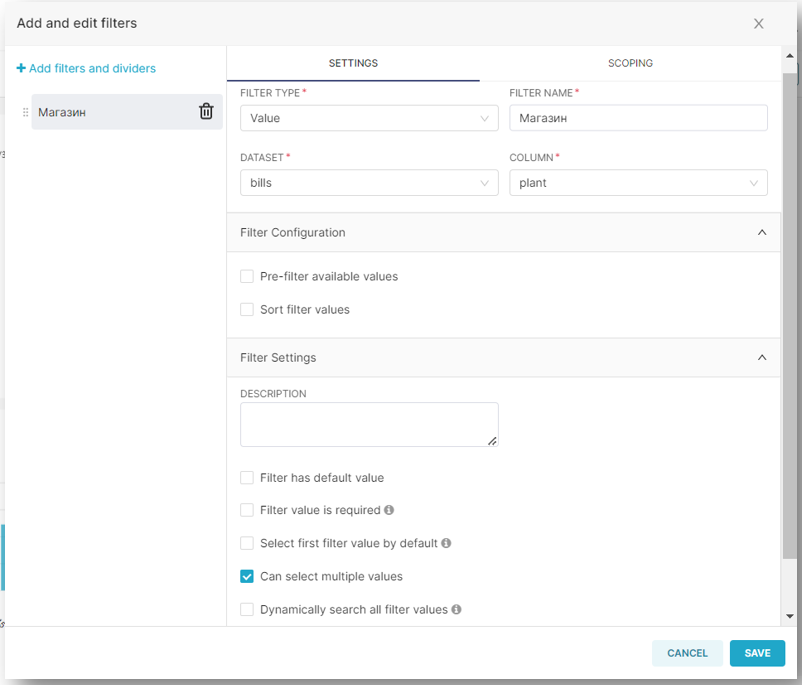 Add and edit filters
+ Add filters and dividers
Магазин
SETTINGS
SCOPING
FILTER TYPE *
FILTER NAME *
Value
Магазин
DATASET *
COLUMN *
bills
plant
Filter Configuration
Pre-filter available values
Sort filter values
Filter Settings
DESCRIPTION
Filter has default value
Filter value is required
Select first filter value by default
Can select multiple values
Dynamically search all filter values
CANCEL
SAVE